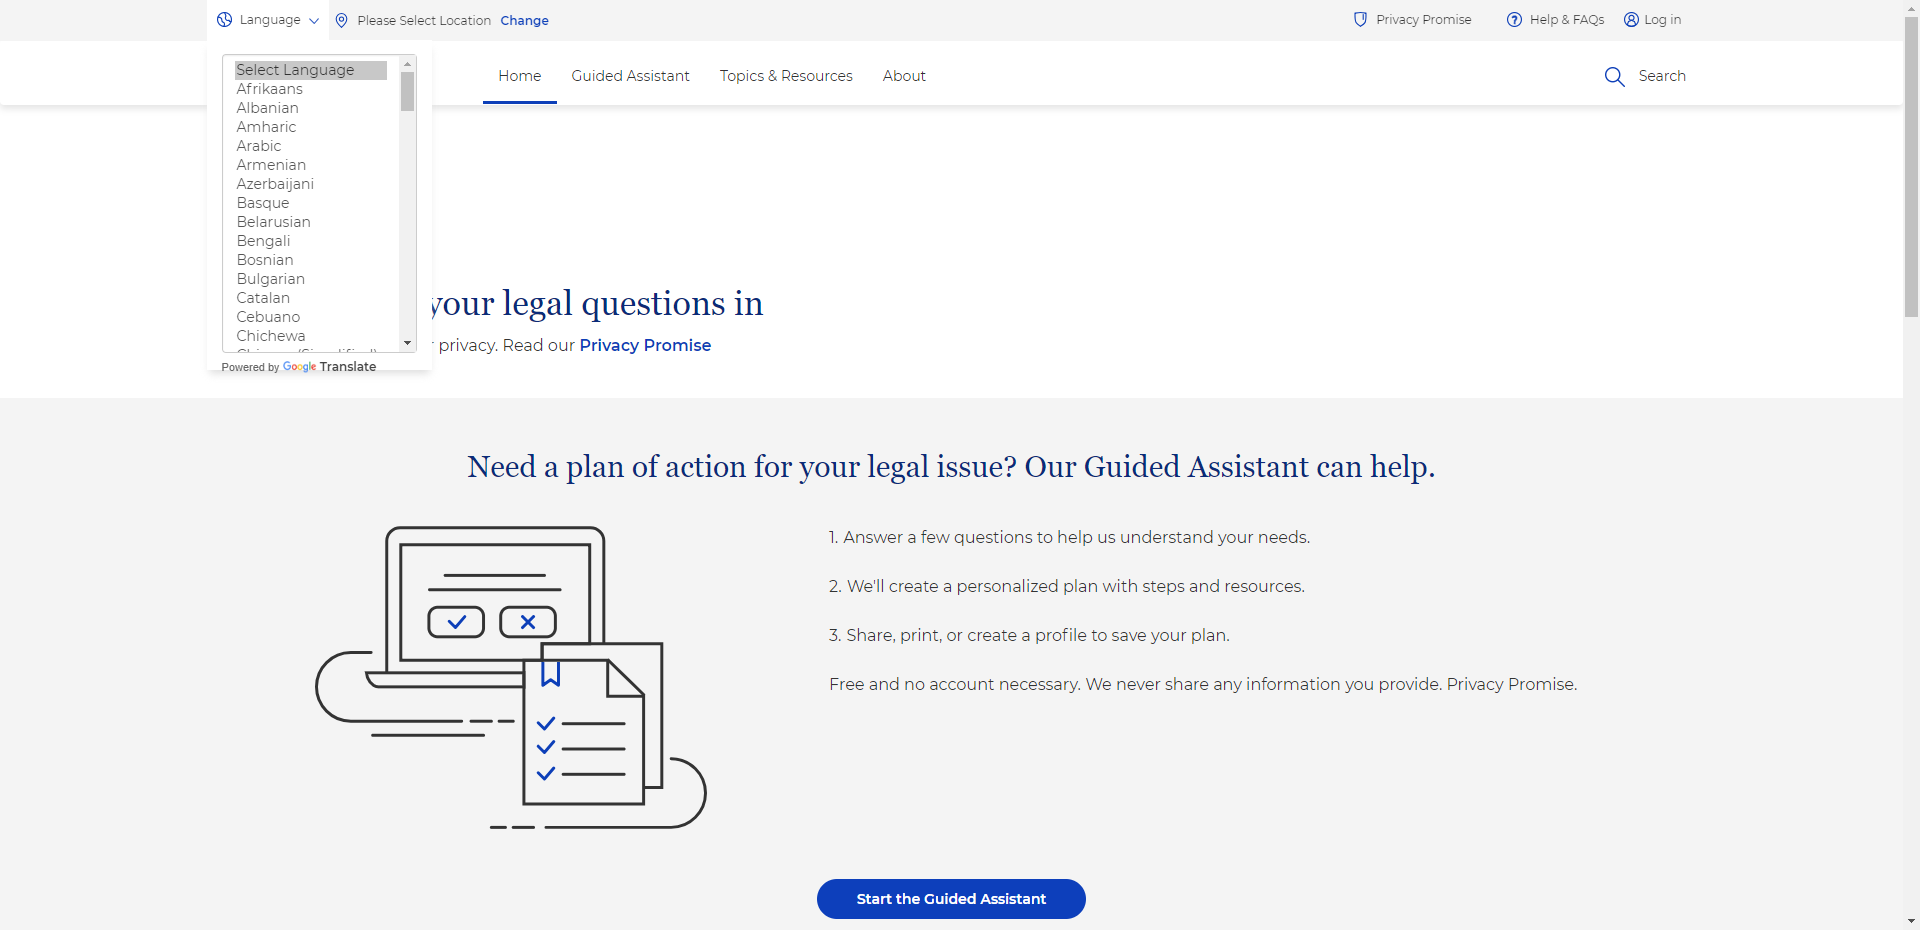 Language
Please Select Location Change
Privacy Promise
Help & FAQs
Log in
Home
Guided Assistant
Topics & Resources
About
Search
Select Language
Afrikaans
Albanian
Amharic
Arabic
Armenian
Azerbaijani
Basque
Belarusian
Bengali
Bosnian
Bulgarian
Catalan
Cebuano
Chichewa
Powered by Google Translate
your legal questions in
privacy. Read our Privacy Promise
Need a plan of action for your legal issue? Our Guided Assistant can help.
1. Answer a few questions to help us understand your needs.
2. We'll create a personalized plan with steps and resources.
3. Share, print, or create a profile to save your plan.
Free and no account necessary. We never share any information you provide. Privacy Promise.
Start the Guided Assistant